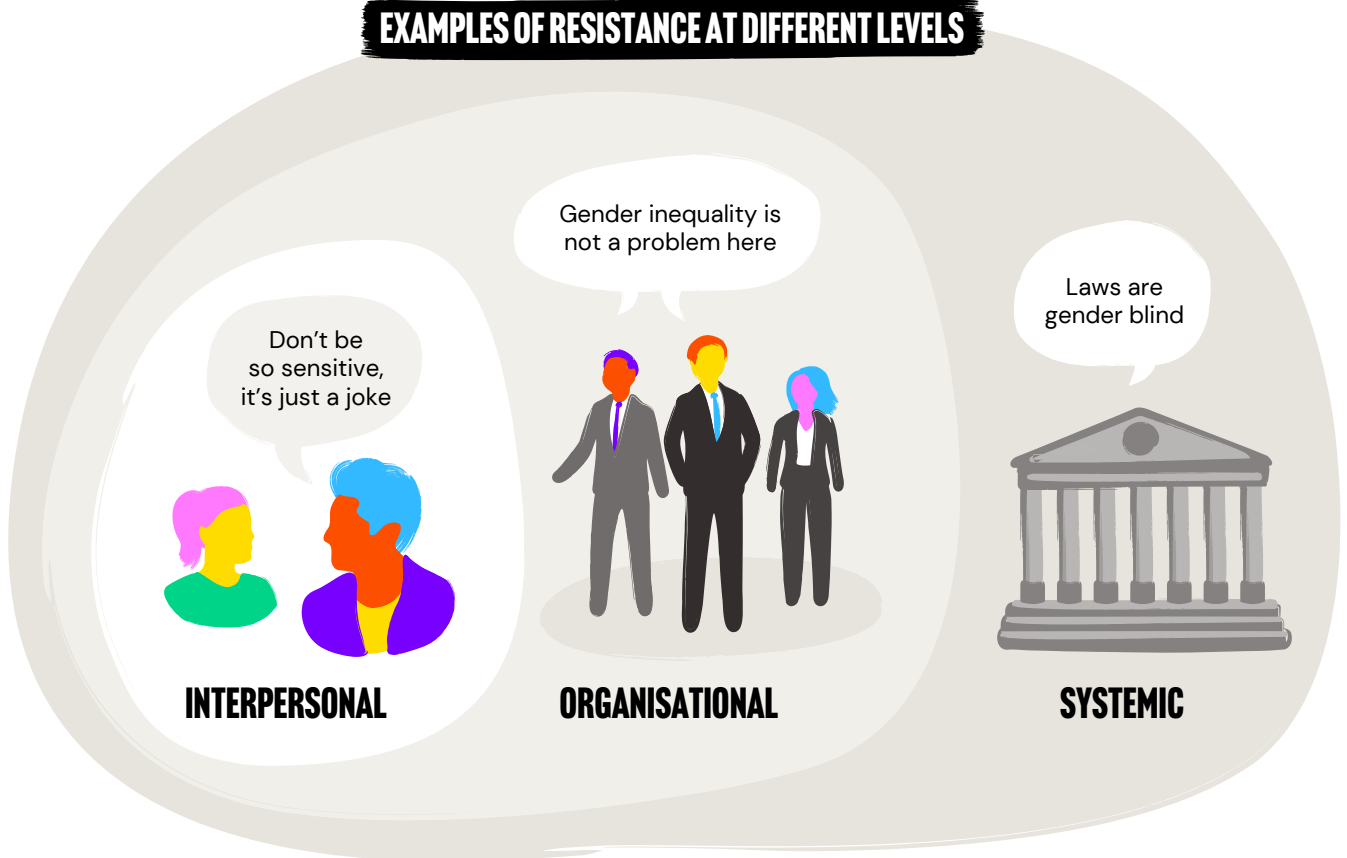 EXAMPLES OF RESISTANCE AT DIFFERENT LEVELS
Don't be
so sensitive,
it's just a joke
INTERPERSONAL
Gender inequality is
not a problem here
ORGANISATIONAL
Laws are
gender blind
SYSTEMIC